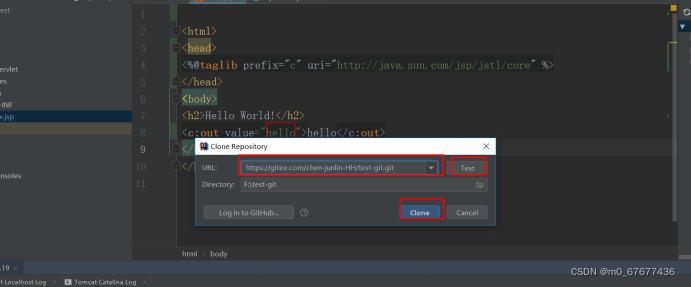 test
1
2
<html>
3
<head>
4
<%@taglib prefix="c" uri="http://java.sun.com/jsp/jstl/core" %>
5
</head>
6
<body>
7
<h2>Hello World!</h2>
8
<c:out value="hello">hello</c:out>
9
10
11
Clone Repository
URL: https://gitee.com/chen-junlin-HH/test-git.git Test
Directory: F:\test-git
Log in to GitHub... ? Clone Cancel
ervlet
es
-INF
x.jsp
onsoles
html › body
.19
t Localhost Log Tomcat Catalina Log
CSDN @m0_67677436